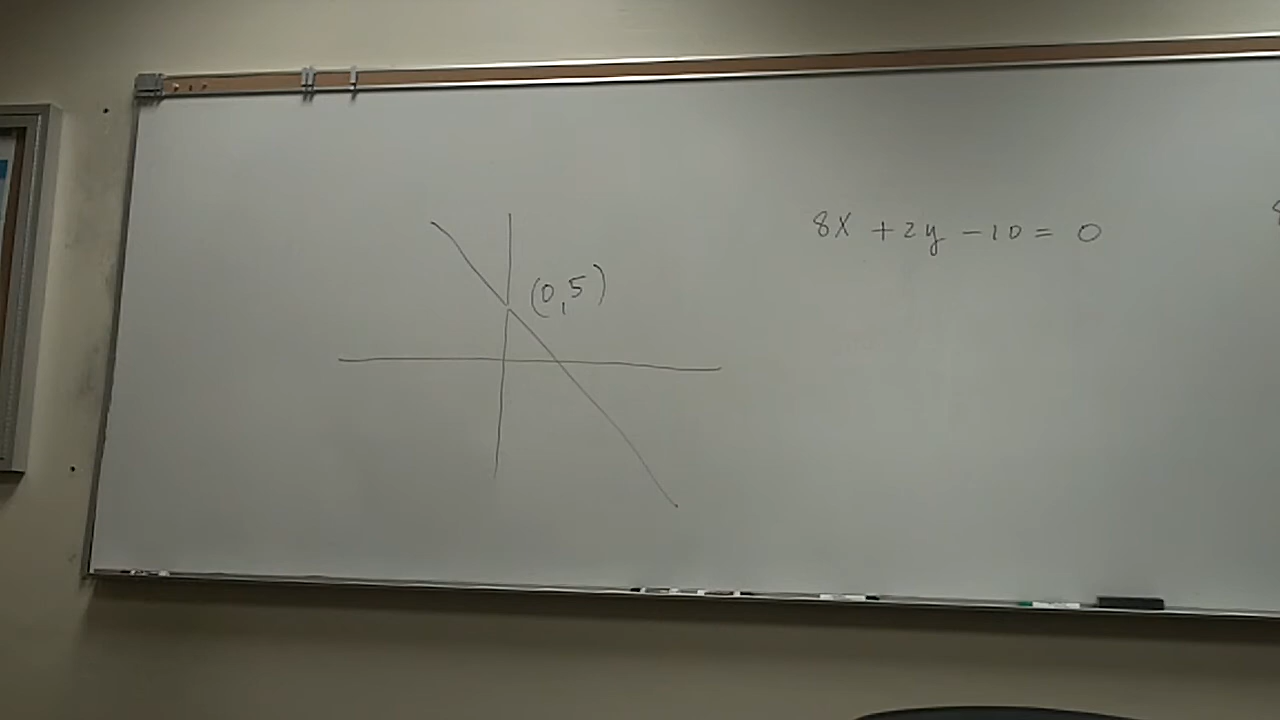 (0,5)
8X + 2y - 10 = 0